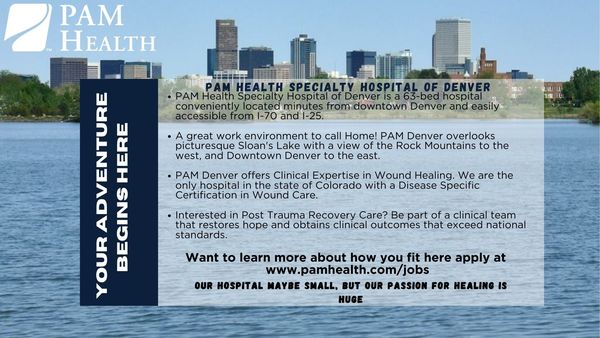 PAM
HEALTH
YOUR ADVENTURE
BEGINS HERE
PAM HEALTH SPECIALTY HOSPITAL OF DENVER
• PAM Health Specialty Hospital of Denver is a 63-bed hospital
conveniently located minutes from downtown Denver and easily
accessible from I-70 and I-25.
• A great work environment to call Home! PAM Denver overlooks
picturesque Sloan's Lake with a view of the Rock Mountains to the
west, and Downtown Denver to the east.
• PAM Denver offers Clinical Expertise in Wound Healing. We are the
only hospital in the state of Colorado with a Disease Specific
Certification in Wound Care.
• Interested in Post Trauma Recovery Care? Be part of a clinical team
that restores hope and obtains clinical outcomes that exceed national
standards.
Want to learn more about how you fit here apply at
www.pamhealth.com/jobs
OUR HOSPITAL MAYBE SMALL, BUT OUR PASSION FOR HEALING IS
HUGE